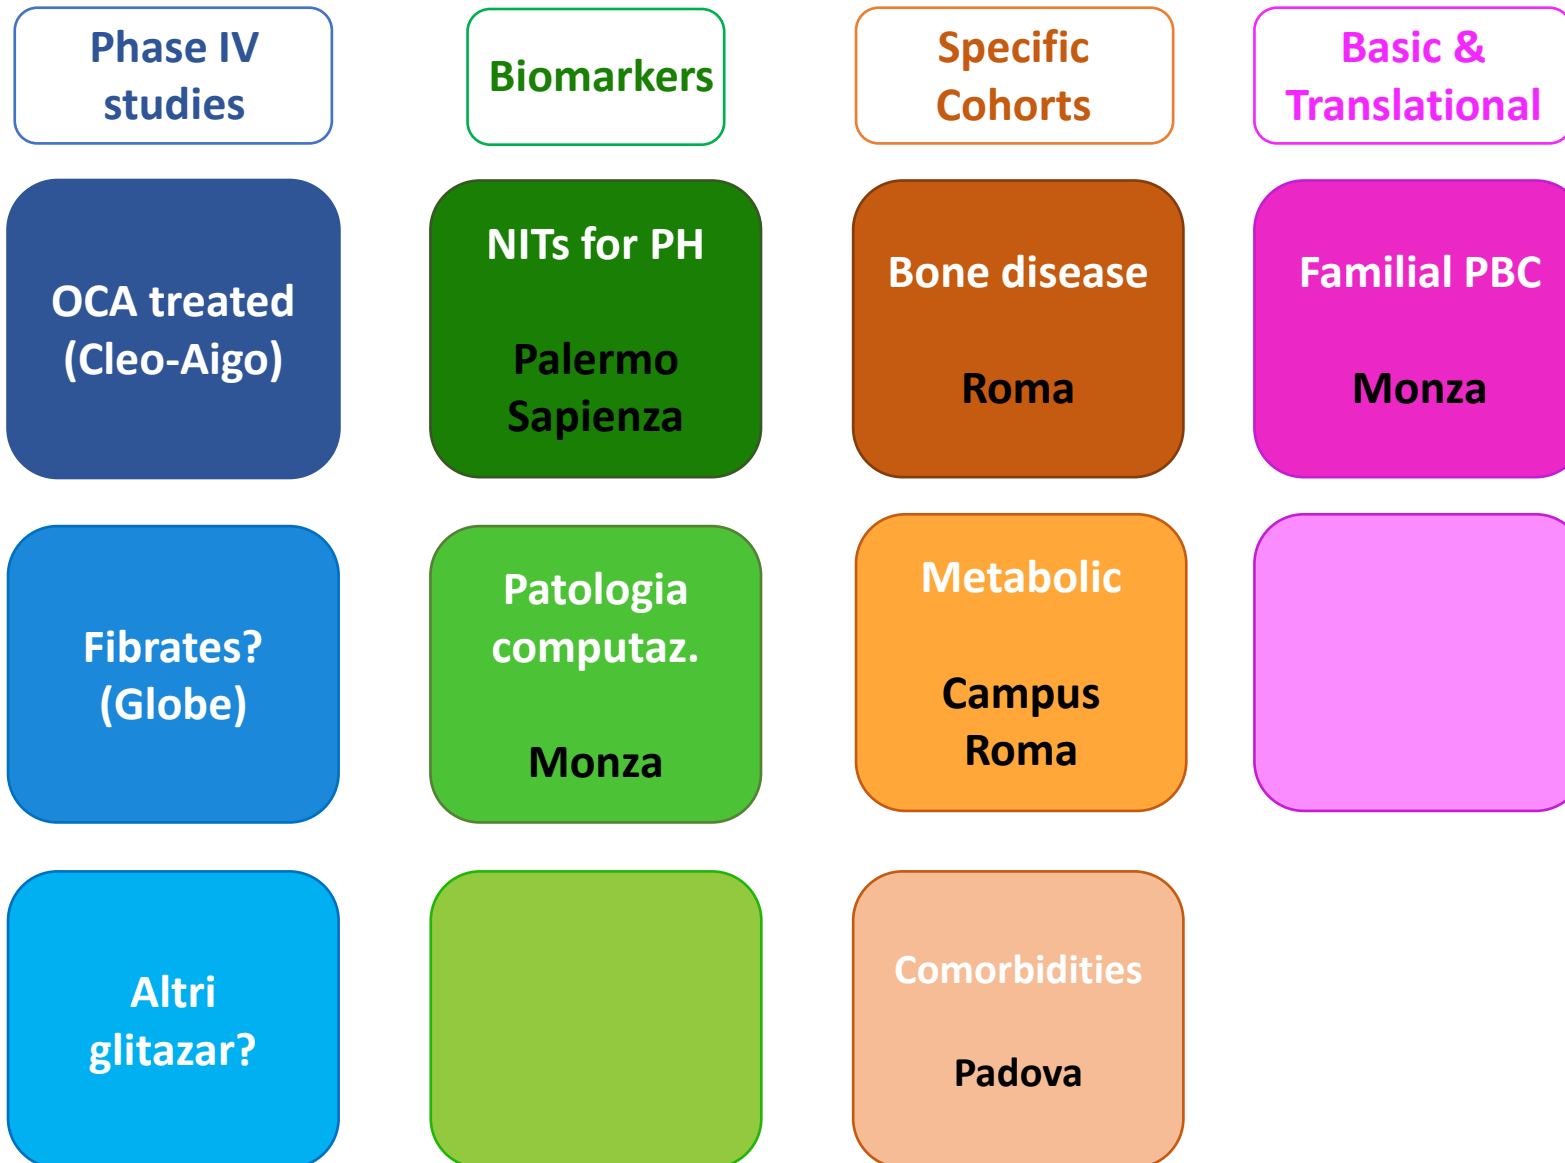 Phase IV
studies
Biomarkers
Specific
Cohorts
Basic &
Translational
OCA treated
(Cleo-Aigo)
NITs for PH
Palermo
Sapienza
Bone disease
Roma
Familial PBC
Monza
Fibrates?
(Globe)
Patologia
computaz.
Monza
Metabolic
Campus
Roma
Altri
glitazar?
Comorbidities
Padova